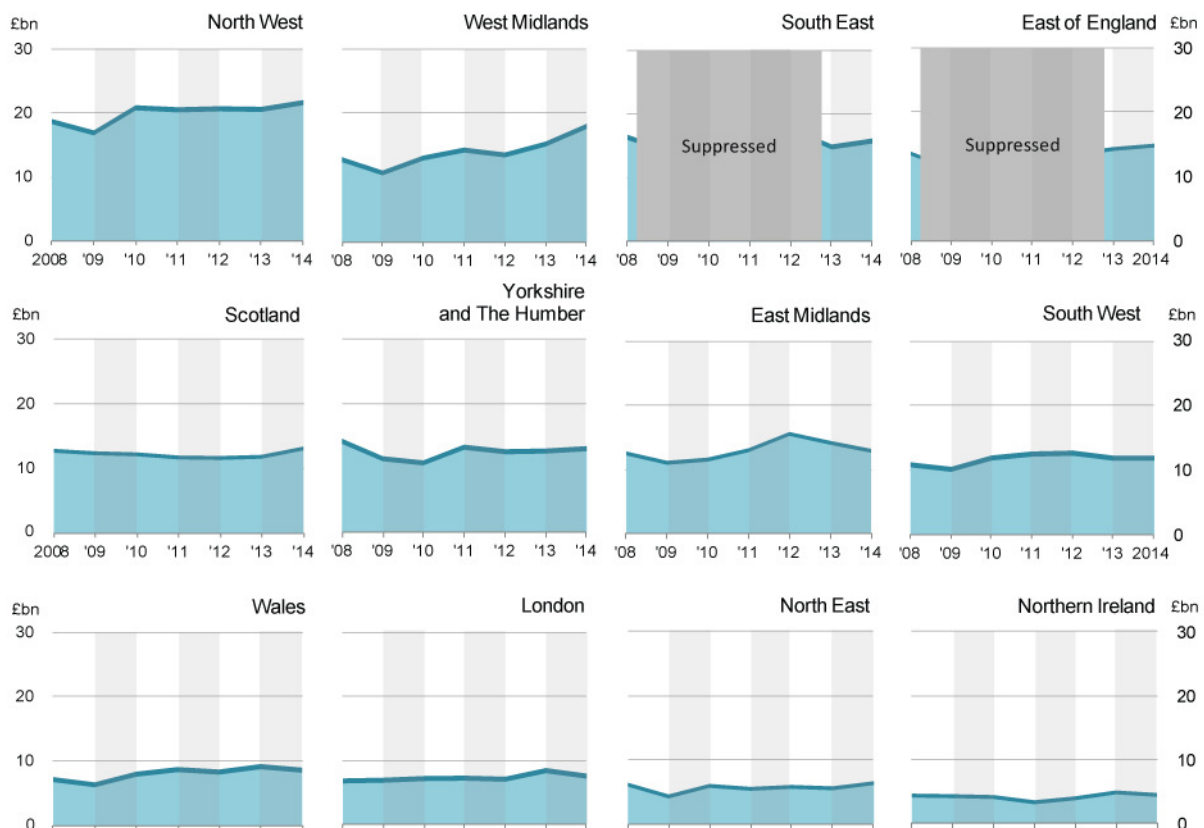 £bn North West West Midlands South East East of England £bn
30 30
20 20
Suppressed Suppressed
10 10
0 0
2008 '09 '10 '11 '12 '13 '14 '08 '09 '10 '11 '12 '13 '14 '08 '09 '10 '11 '12 '13 '14 '08 '09 '10 '11 '12 '13 2014
Yorkshire
£bn Scotland and The Humber East Midlands South West £bn
30 30
20 20
10 10
0 0
2008 '09 '10 '11 '12 '13 '14 '08 '09 '10 '11 '12 '13 '14 '08 '09 '10 '11 '12 '13 '14 '08 '09 '10 '11 '12 '13 2014
£bn Wales London North East Northern Ireland £bn
30 30
20 20
10 10
0 0